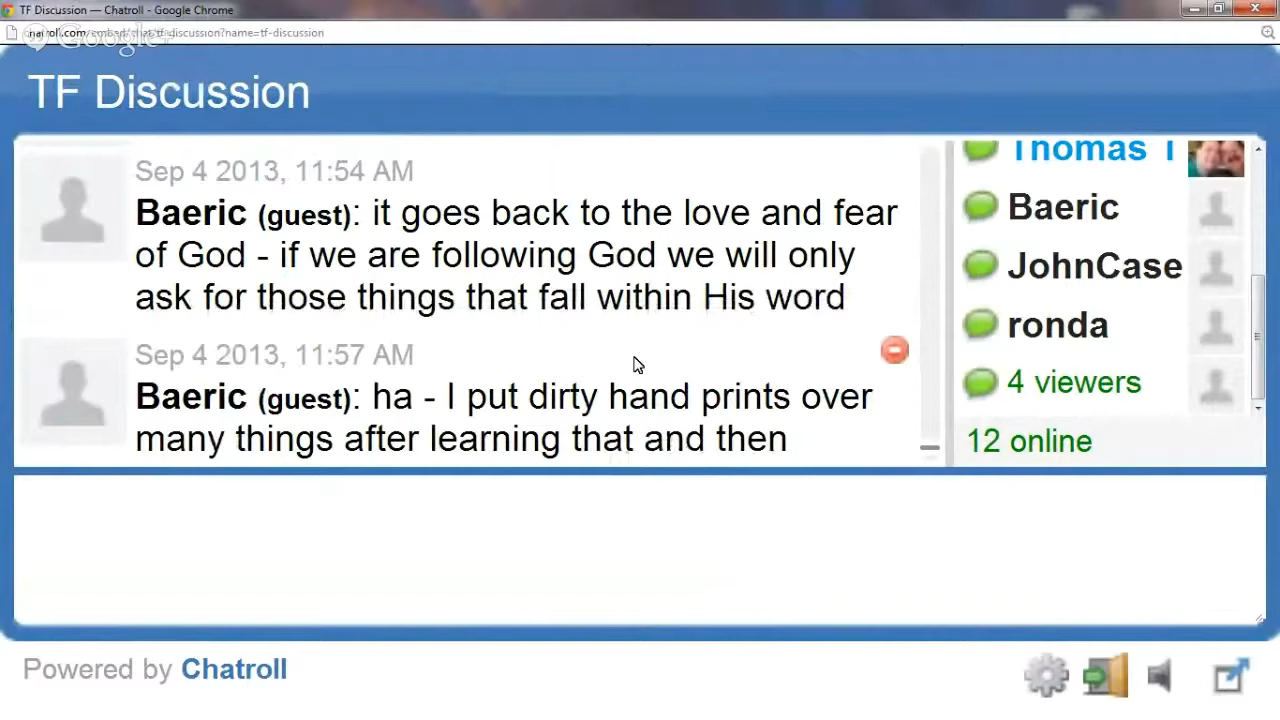 TF Discussion — Chatroll - Google Chrome
Google+
TF Discussion
Sep 4 2013, 11:54 AM
Baeric (guest): it goes back to the love and fear
of God - if we are following God we will only
ask for those things that fall within His word
Sep 4 2013, 11:57 AM
Baeric (guest): ha - I put dirty hand prints over
many things after learning that and then
Thomas T
Baeric
JohnCase
ronda
4 viewers
12 online
Powered by Chatroll